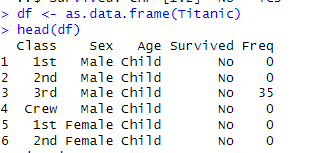 > df <- as.data.frame(Titanic)
> head(df)
  Class    Sex   Age Survived Freq
1   1st   Male Child       No    0
2   2nd   Male Child       No    0
3   3rd   Male Child       No   35
4  Crew   Male Child       No    0
5   1st Female Child       No    0
6   2nd Female Child       No    0